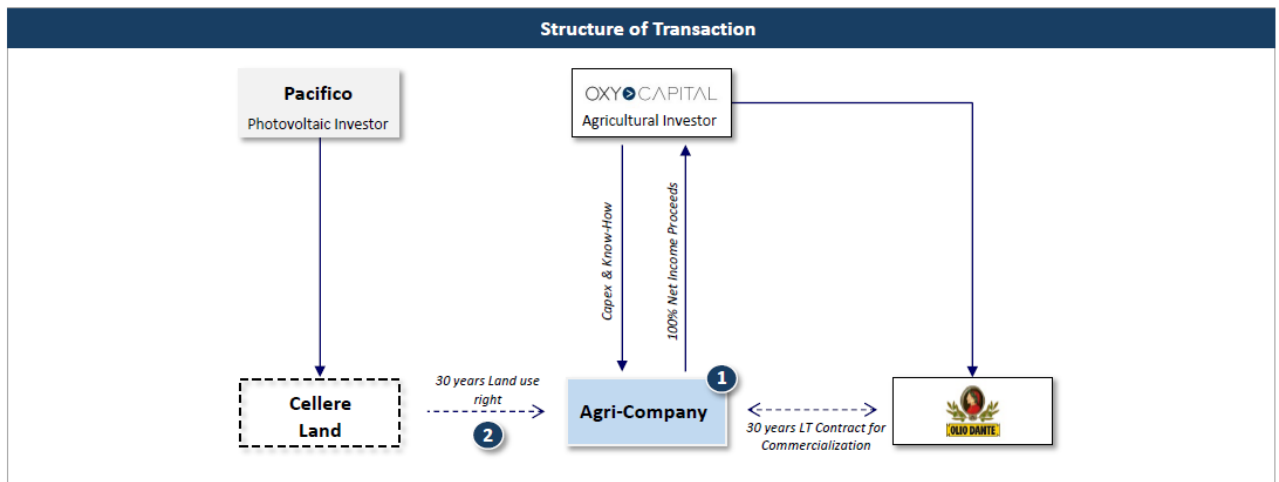 Structure of Transaction
Pacifico
Photovoltaic Investor
OXY CAPITAL
Agricultural Investor
Capex & Know-How
100% Net Income Proceeds
1
Cellere
Land
30 years Land use
right
2
Agri-Company
30 years LT Contract for
Commercialization
OLIO DANTE